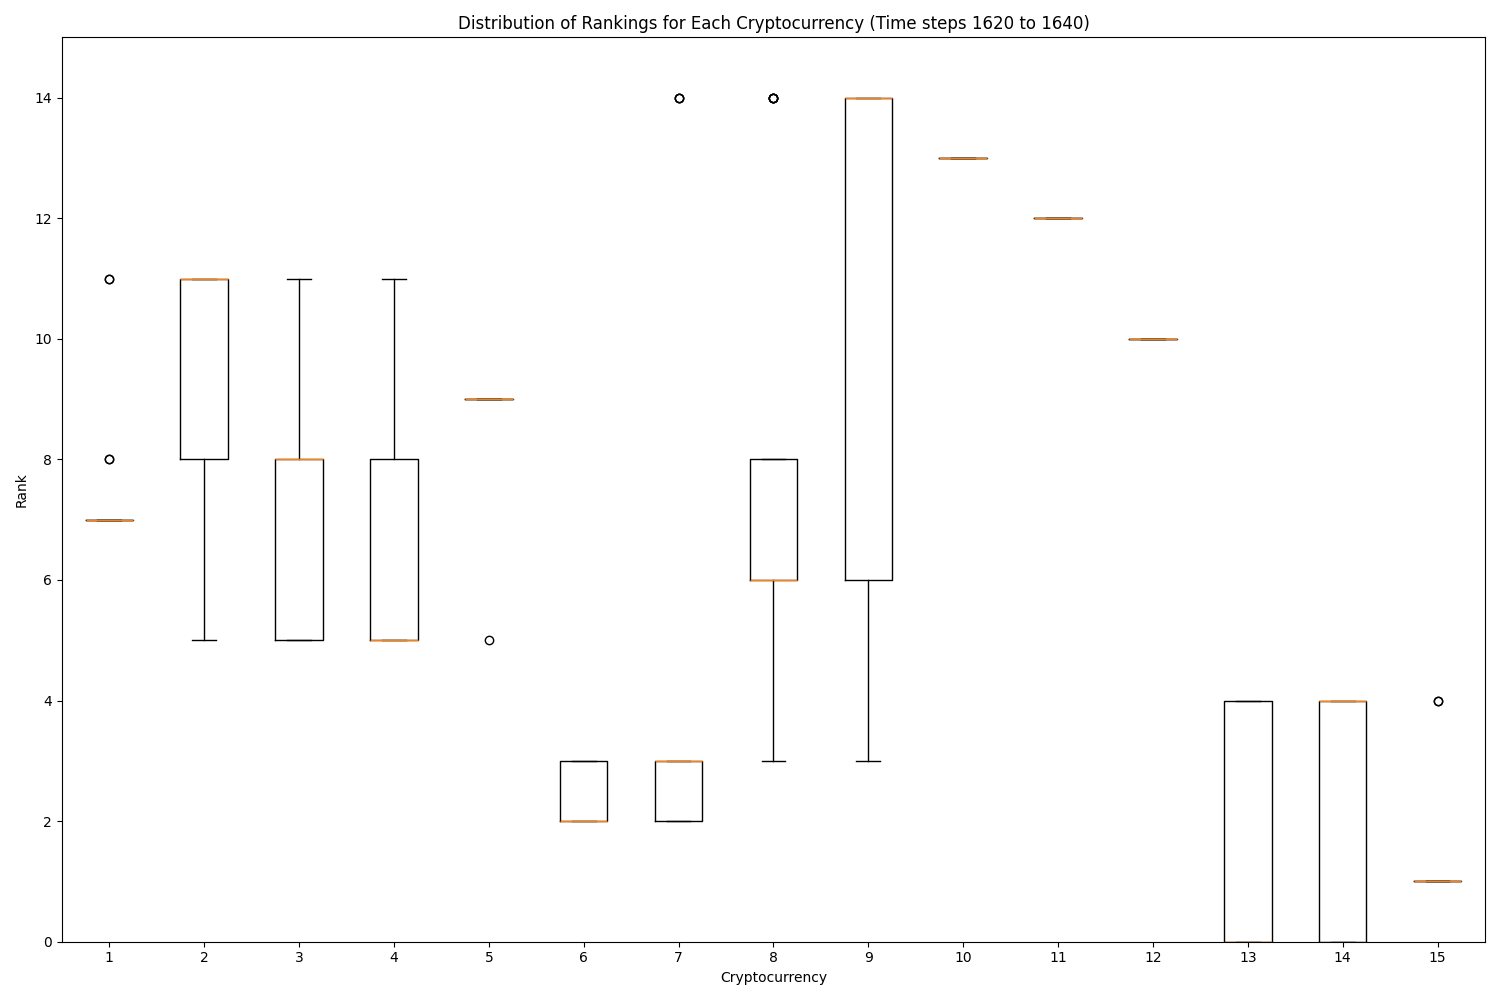 Distribution of Rankings for Each Cryptocurrency (Time steps 1620 to 1640)
Rank
14
12
10
8
6
4
2
0
1 2 3 4 5 6 7 8 9 10 11 12 13 14 15
Cryptocurrency